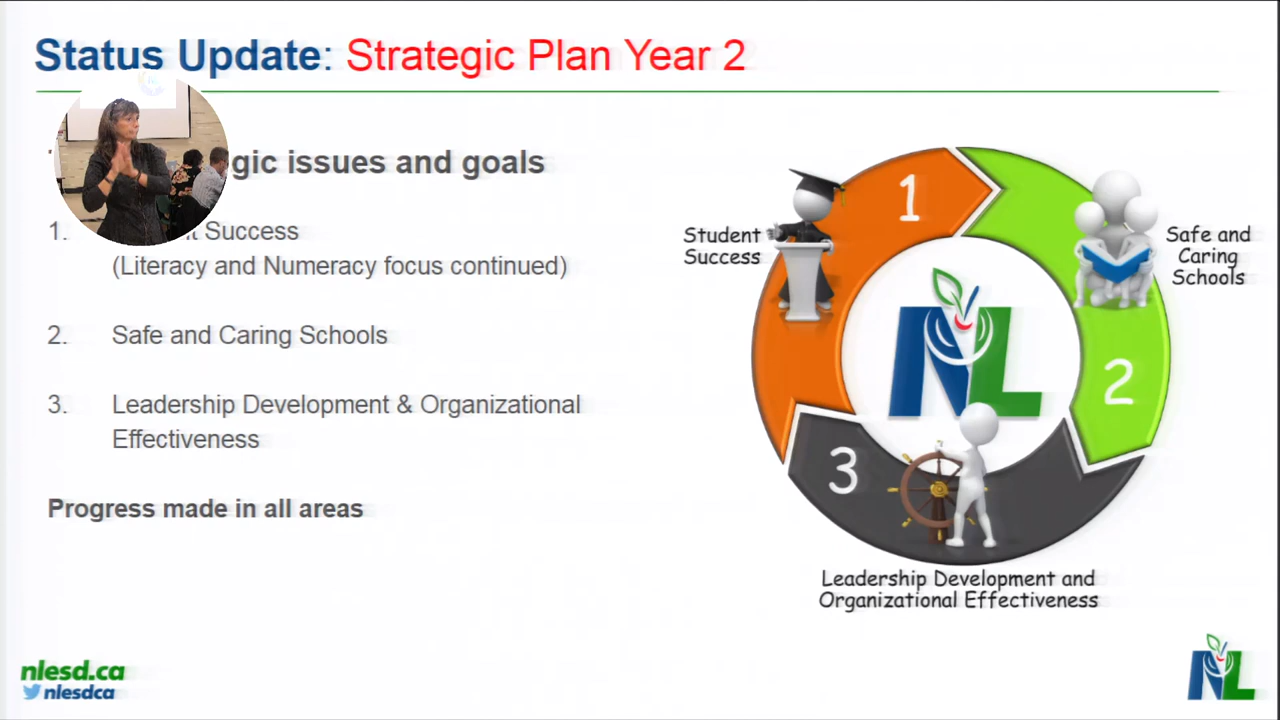 Status Update: Strategic Plan Year 2
gic issues and goals
1. t Success
(Literacy and Numeracy focus continued)
2. Safe and Caring Schools
3. Leadership Development & Organizational
Effectiveness
Progress made in all areas
1
Student
Success
Safe and
Caring
Schools
NL
2
3
Leadership Development and
Organizational Effectiveness
nlesd.ca
nlesdca
NL